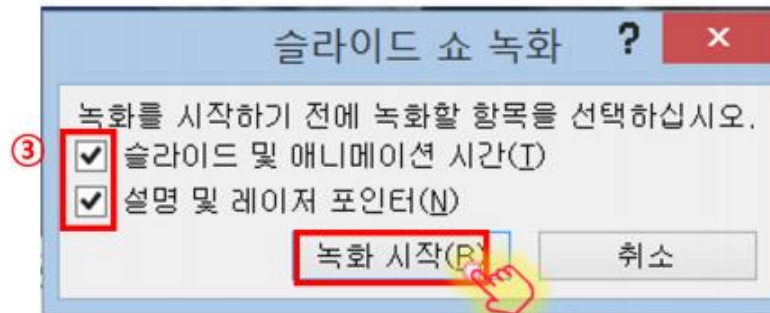 슬라이드 쇼 녹화 ? ×
녹화를 시작하기 전에 녹화할 항목을 선택하십시오.
③ 슬라이드 및 애니메이션 시간(T)
설명 및 레이저 포인터(N)
녹화 시작(R) 취소